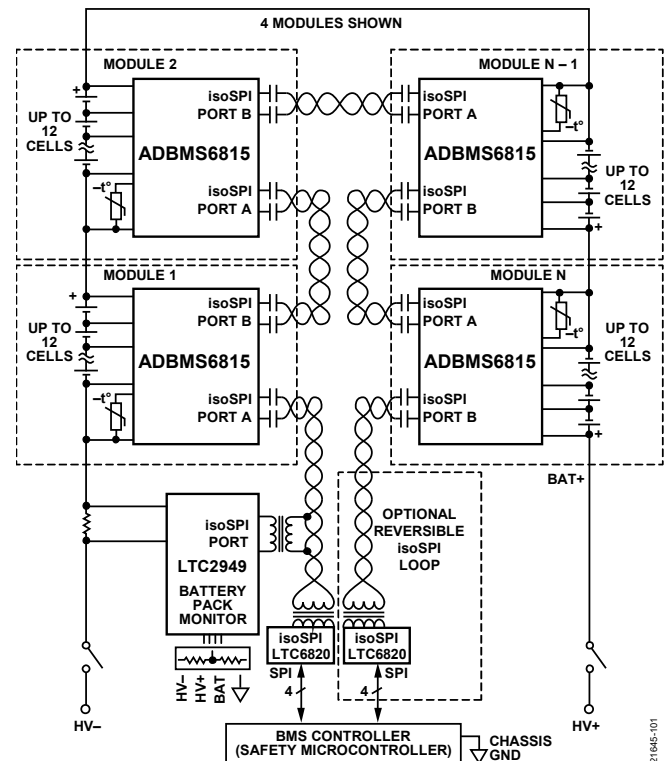 4 MODULES SHOWN
MODULE 2
+
UP TO
12
CELLS
–t°
isoSPI
PORT B
ADBMS6815
isoSPI
PORT A
MODULE N – 1
isoSPI
PORT A
ADBMS6815
isoSPI
PORT B
–t°
UP TO
12
CELLS
+
MODULE 1
+
UP TO
12
CELLS
–t°
isoSPI
PORT B
ADBMS6815
isoSPI
PORT A
MODULE N
isoSPI
PORT A
ADBMS6815
isoSPI
PORT B
–t°
UP TO
12
CELLS
+
BAT+
isoSPI
PORT
LTC2949
BATTERY
PACK
MONITOR
OPTIONAL
REVERSIBLE
isoSPI
LOOP
isoSPI
LTC6820
isoSPI
LTC6820
SPI
4
SPI
4
HV–
HV+
BAT
HV–
HV+
BMS CONTROLLER
(SAFETY MICROCONTROLLER)
CHASSIS
GND
21645-101